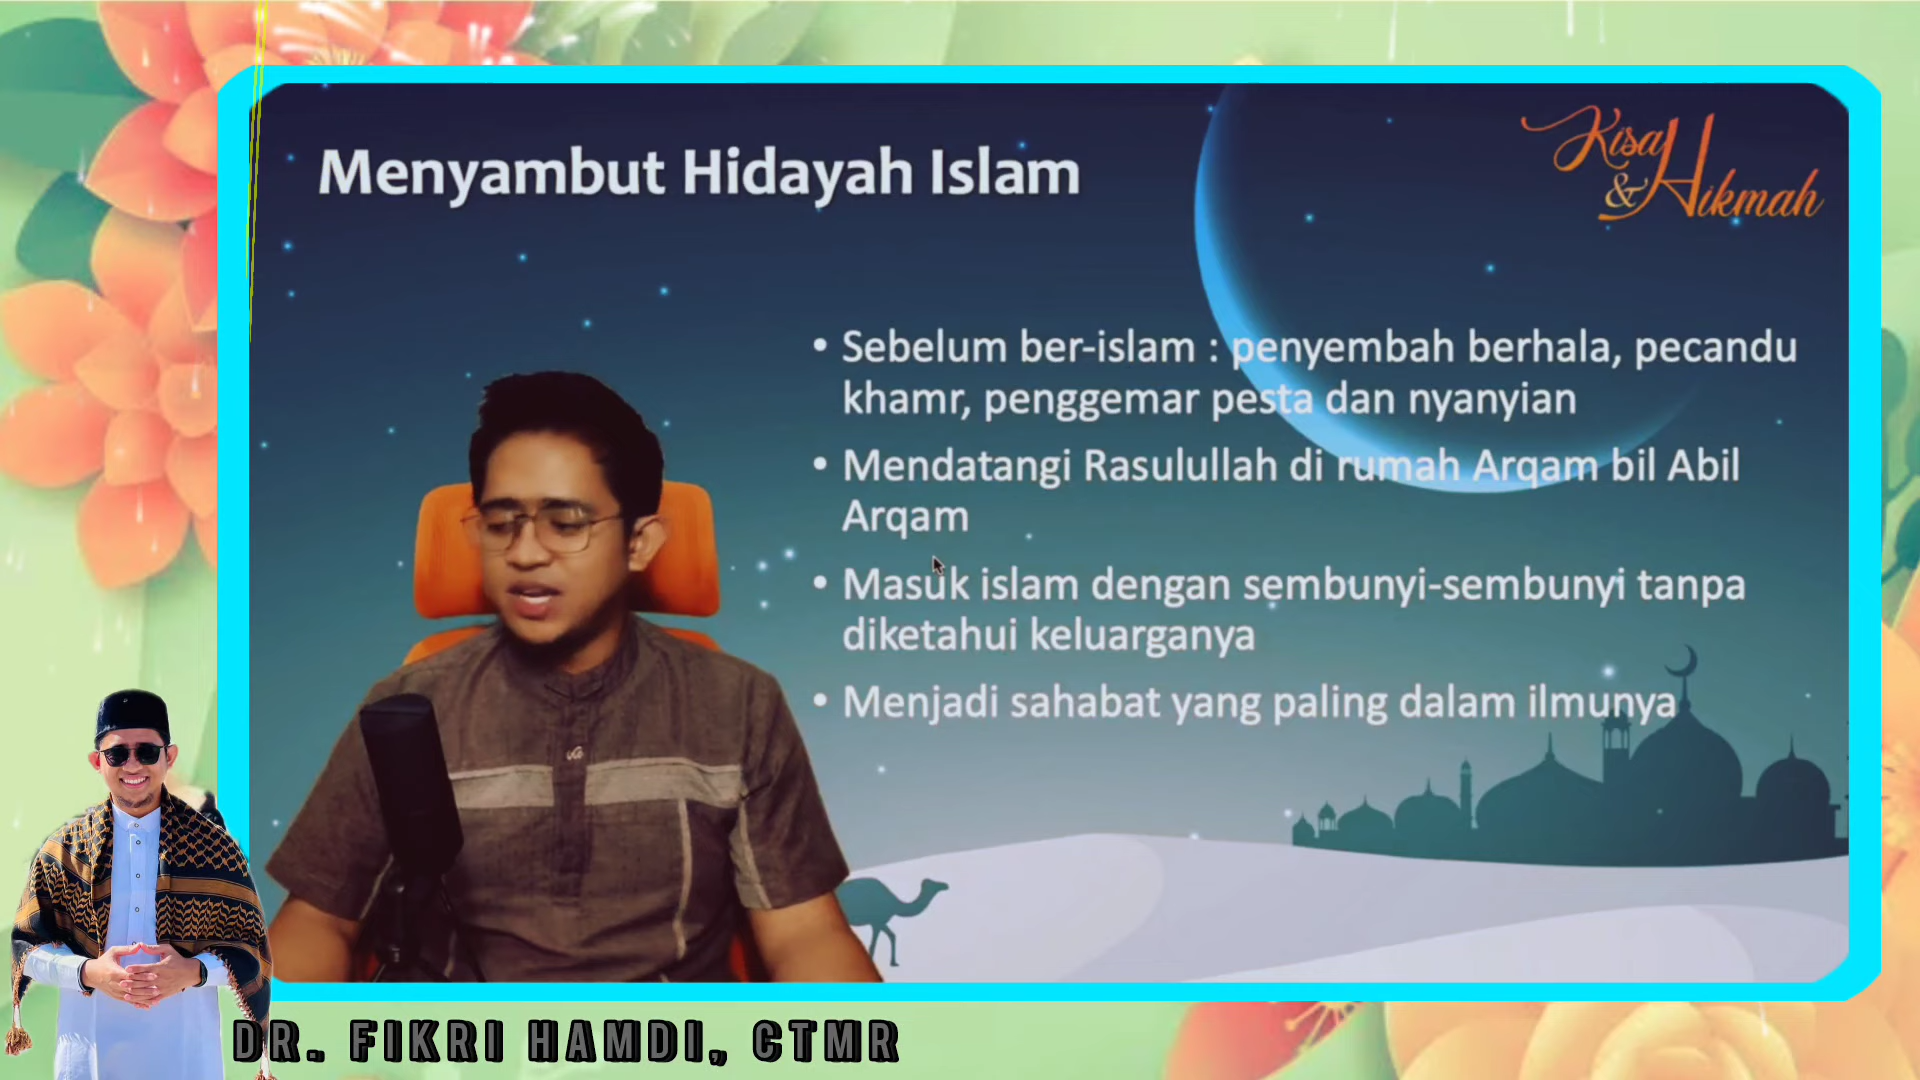 Menyambut Hidayah Islam
Kisah
& Hikmah
• Sebelum ber-islam : penyembah berhala, pecandu
khamr, penggemar pesta dan nyanyian
• Mendatangi Rasulullah di rumah Arqam bil Abil
Arqam
• Masuk islam dengan sembunyi-sembunyi tanpa
diketahui keluarganya
• Menjadi sahabat yang paling dalam ilmunya
DR. FIKRI HAMDI, CTMR